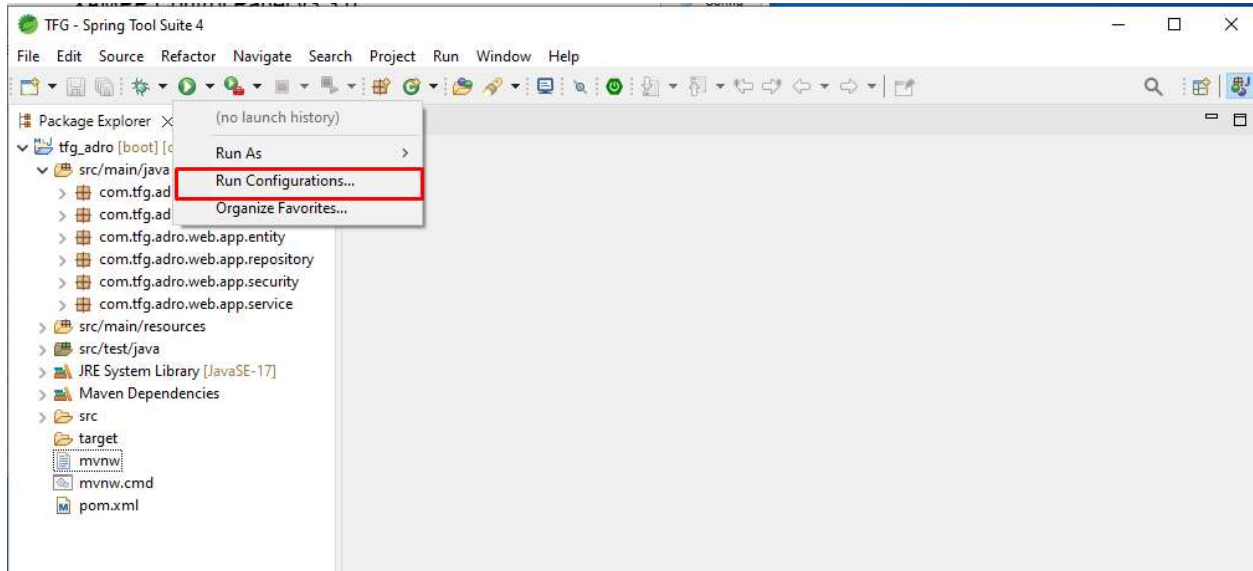 TFG - Spring Tool Suite 4
File Edit Source Refactor Navigate Search Project Run Window Help
Package Explorer
(no launch history)
Run As
Run Configurations...
Organize Favorites...
tfg_adro [boot]
src/main/java
com.tfg.ad
com.tfg.ad
com.tfg.adro.web.app.entity
com.tfg.adro.web.app.repository
com.tfg.adro.web.app.security
com.tfg.adro.web.app.service
src/main/resources
src/test/java
JRE System Library [JavaSE-17]
Maven Dependencies
src
target
mvnw
mvnw.cmd
pom.xml